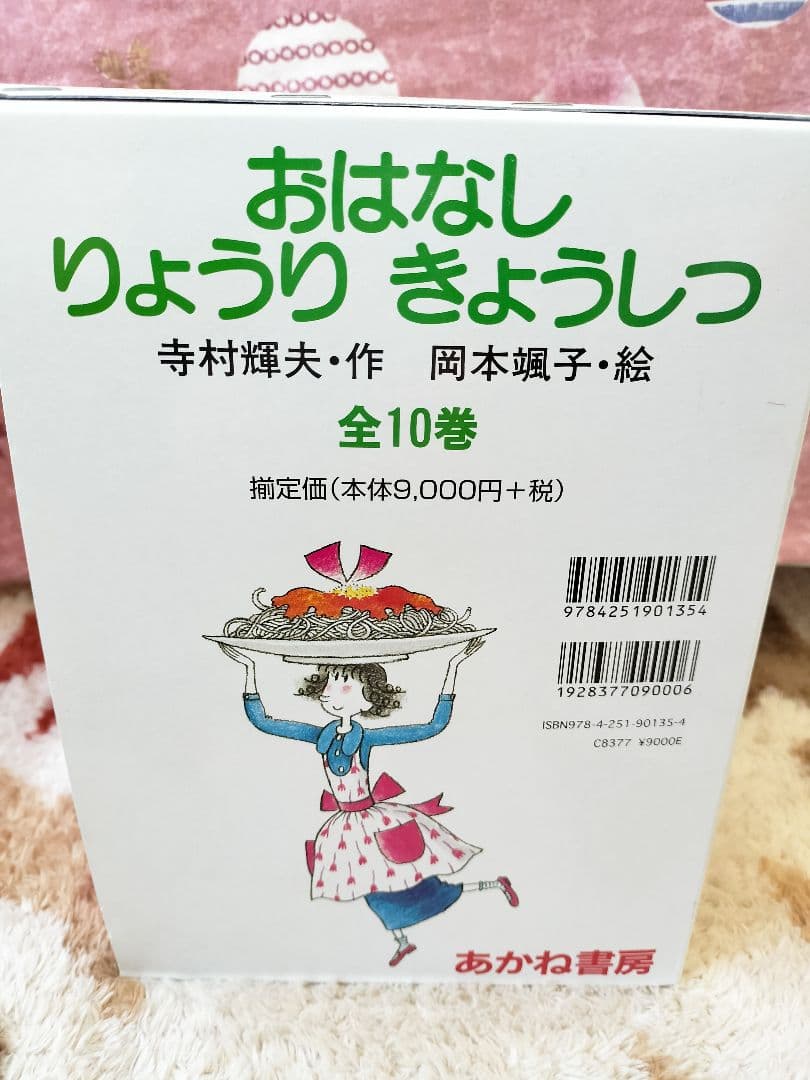 おはなし
りょうり きょうしつ
寺村輝夫・作 岡本颯子・絵
全10巻
揃定価(本体9,000円+税)
9784251901354
1928377090006
ISBN978-4-251-90135-4
C8377 ¥9000E
あかね書房